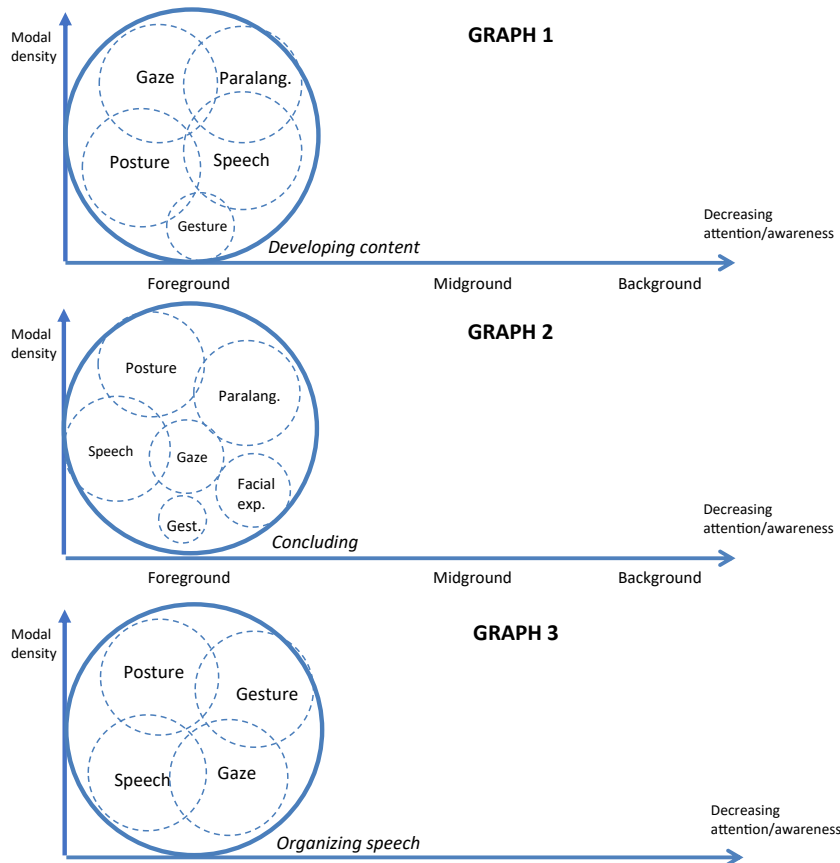 Modal
density
GRAPH 1
Gaze
Paralang.
Posture
Speech
Gesture
Developing content
Decreasing
attention/awareness
Foreground
Midground
Background
Modal
density
GRAPH 2
Posture
Paralang.
Speech
Gaze
Facial
exp.
Gest.
Concluding
Decreasing
attention/awareness
Foreground
Midground
Background
Modal
density
GRAPH 3
Posture
Gesture
Speech
Gaze
Organizing speech
Decreasing
attention/awareness